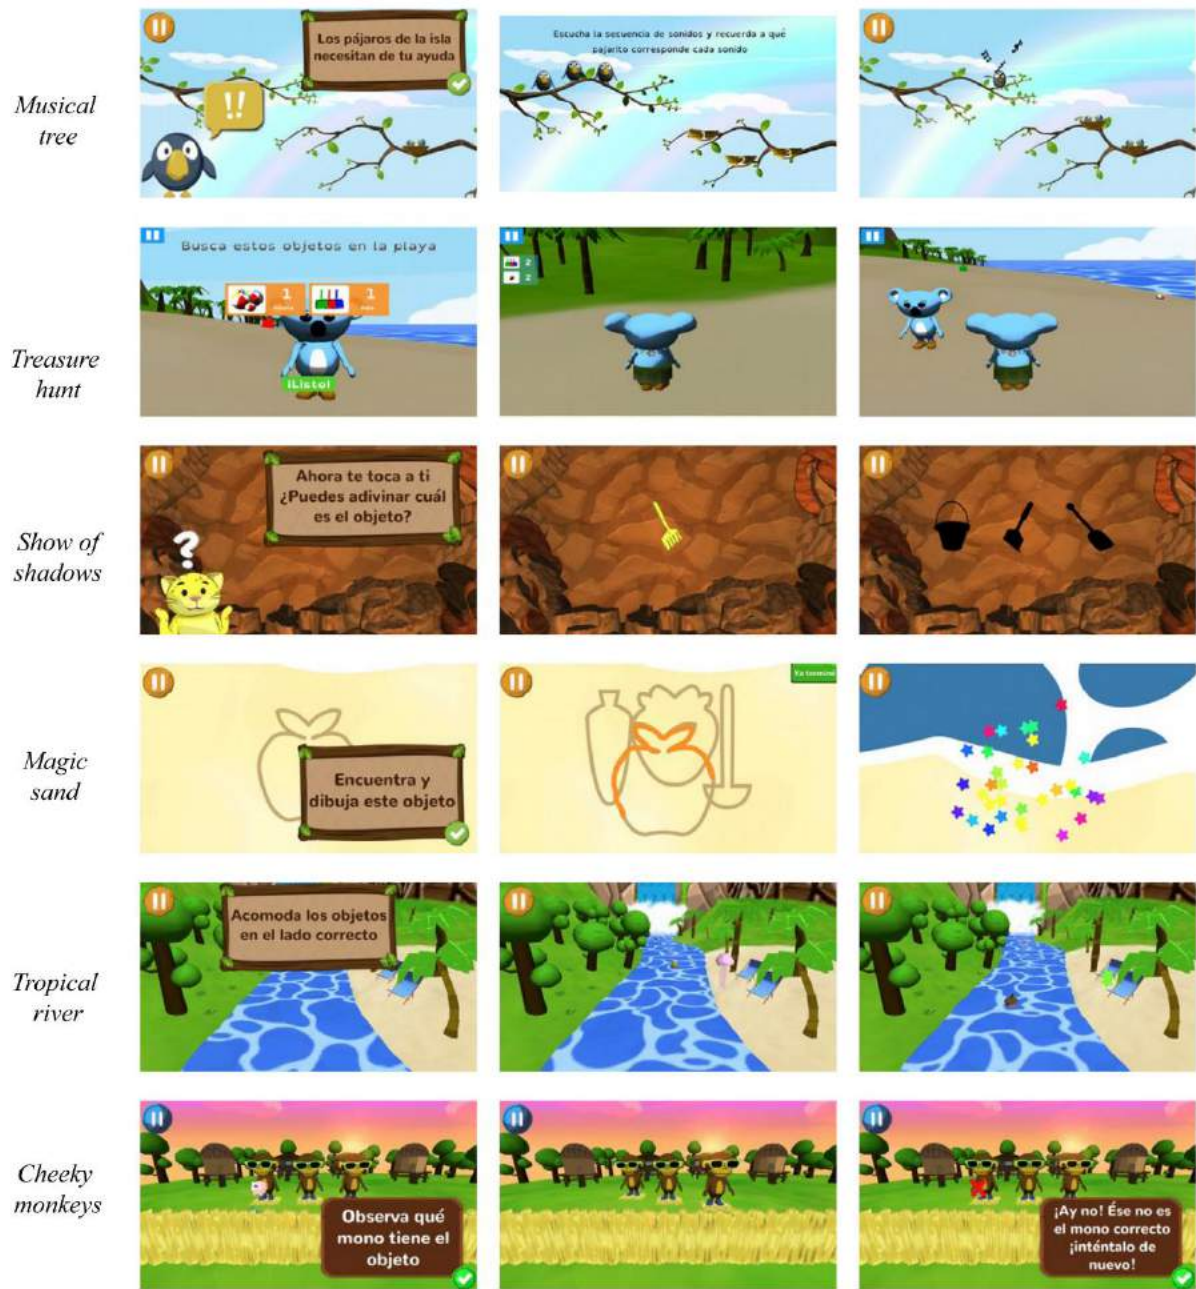 Musical
tree
Los pájaros de la isla
necesitan de tu ayuda
!!
Escucha la secuencia de sonidos y recuerda a qué
pajarito corresponde cada sonido
Treasure
hunt
Busca estos objetos en la playa
1
1
¡Listo!
2
2
Show of
shadows
Ahora te toca a ti
¿Puedes adivinar cuál
es el objeto?
?
Magic
sand
Encuentra y
dibuja este objeto
Ya terminé
Tropical
river
Acomoda los objetos
en el lado correcto
Cheeky
monkeys
Observa qué
mono tiene el
objeto
¡Ay no! Ése no es
el mono correcto
¡inténtalo de
nuevo!